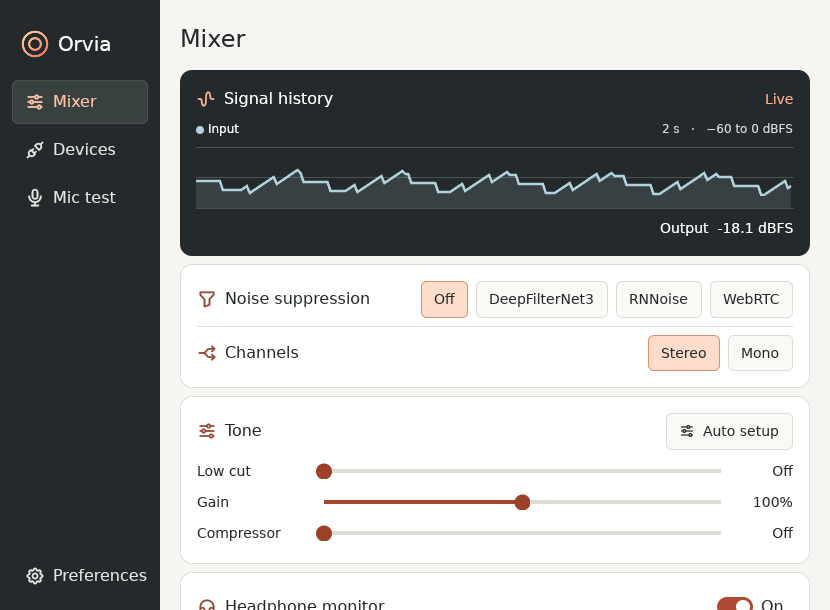 Orvia
Mixer
Devices
Mic test
Preferences
Mixer
Signal history
Live
Input
2 s · −60 to 0 dBFS
Output -18.1 dBFS
Noise suppression
Off
DeepFilterNet3
RNNoise
WebRTC
Channels
Stereo
Mono
Tone
Auto setup
Low cut
Off
Gain
100%
Compressor
Off
Headphone monitor
On